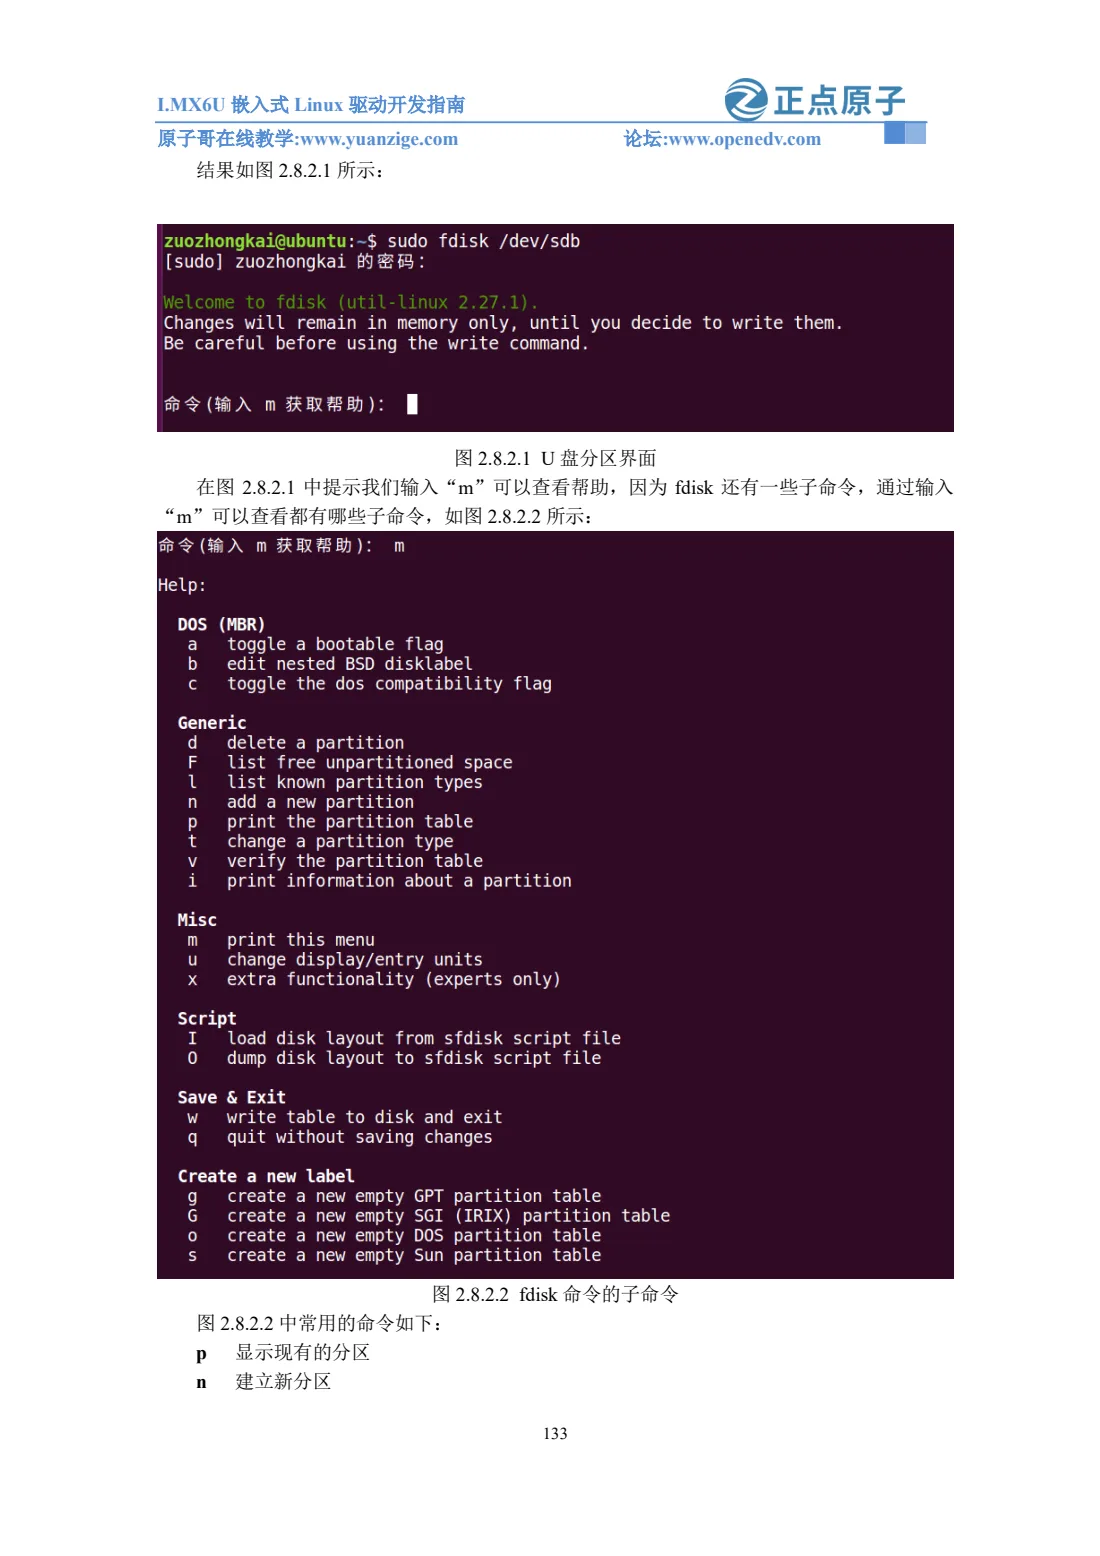 I.MX6U 嵌入式 Linux 驱动开发指南
正点原子
原子哥在线教学:www.yuanzige.com 论坛:www.openedv.com
结果如图 2.8.2.1 所示：
zuozhongkai@ubuntu:~$ sudo fdisk /dev/sdb
[sudo] zuozhongkai 的密码：
Welcome to fdisk (util-linux 2.27.1).
Changes will remain in memory only, until you decide to write them.
Be careful before using the write command.
命令(输入 m 获取帮助)：
图 2.8.2.1 U 盘分区界面
在图 2.8.2.1 中提示我们输入“m”可以查看帮助，因为 fdisk 还有一些子命令，通过输入
“m”可以查看都有哪些子命令，如图 2.8.2.2 所示：
命令(输入 m 获取帮助)： m
Help:
DOS (MBR)
a toggle a bootable flag
b edit nested BSD disklabel
c toggle the dos compatibility flag
Generic
d delete a partition
F list free unpartitioned space
l list known partition types
n add a new partition
p print the partition table
t change a partition type
v verify the partition table
i print information about a partition
Misc
m print this menu
u change display/entry units
x extra functionality (experts only)
Script
I load disk layout from sfdisk script file
O dump disk layout to sfdisk script file
Save & Exit
w write table to disk and exit
q quit without saving changes
Create a new label
g create a new empty GPT partition table
G create a new empty SGI (IRIX) partition table
o create a new empty DOS partition table
s create a new empty Sun partition table
图 2.8.2.2 fdisk 命令的子命令
图 2.8.2.2 中常用的命令如下：
p 显示现有的分区
n 建立新分区
133